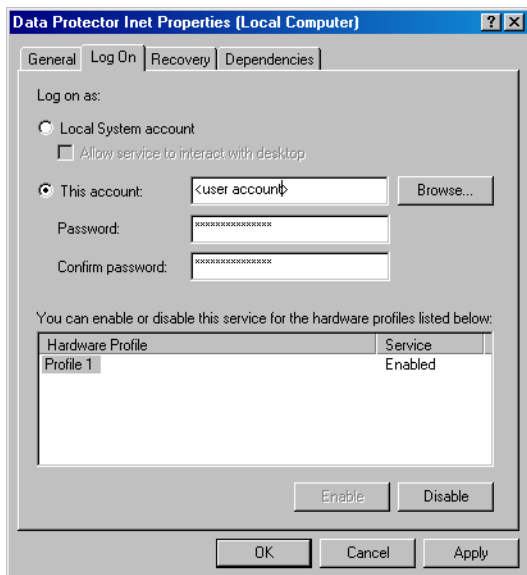 Data Protector Inet Properties (Local Computer)
General Log On Recovery Dependencies
Log on as:
Local System account
Allow service to interact with desktop
This account: <user account> Browse...
Password: ***************
Confirm password: ***************
You can enable or disable this service for the hardware profiles listed below:
Hardware Profile Service
Profile 1 Enabled
Enable Disable
OK Cancel Apply